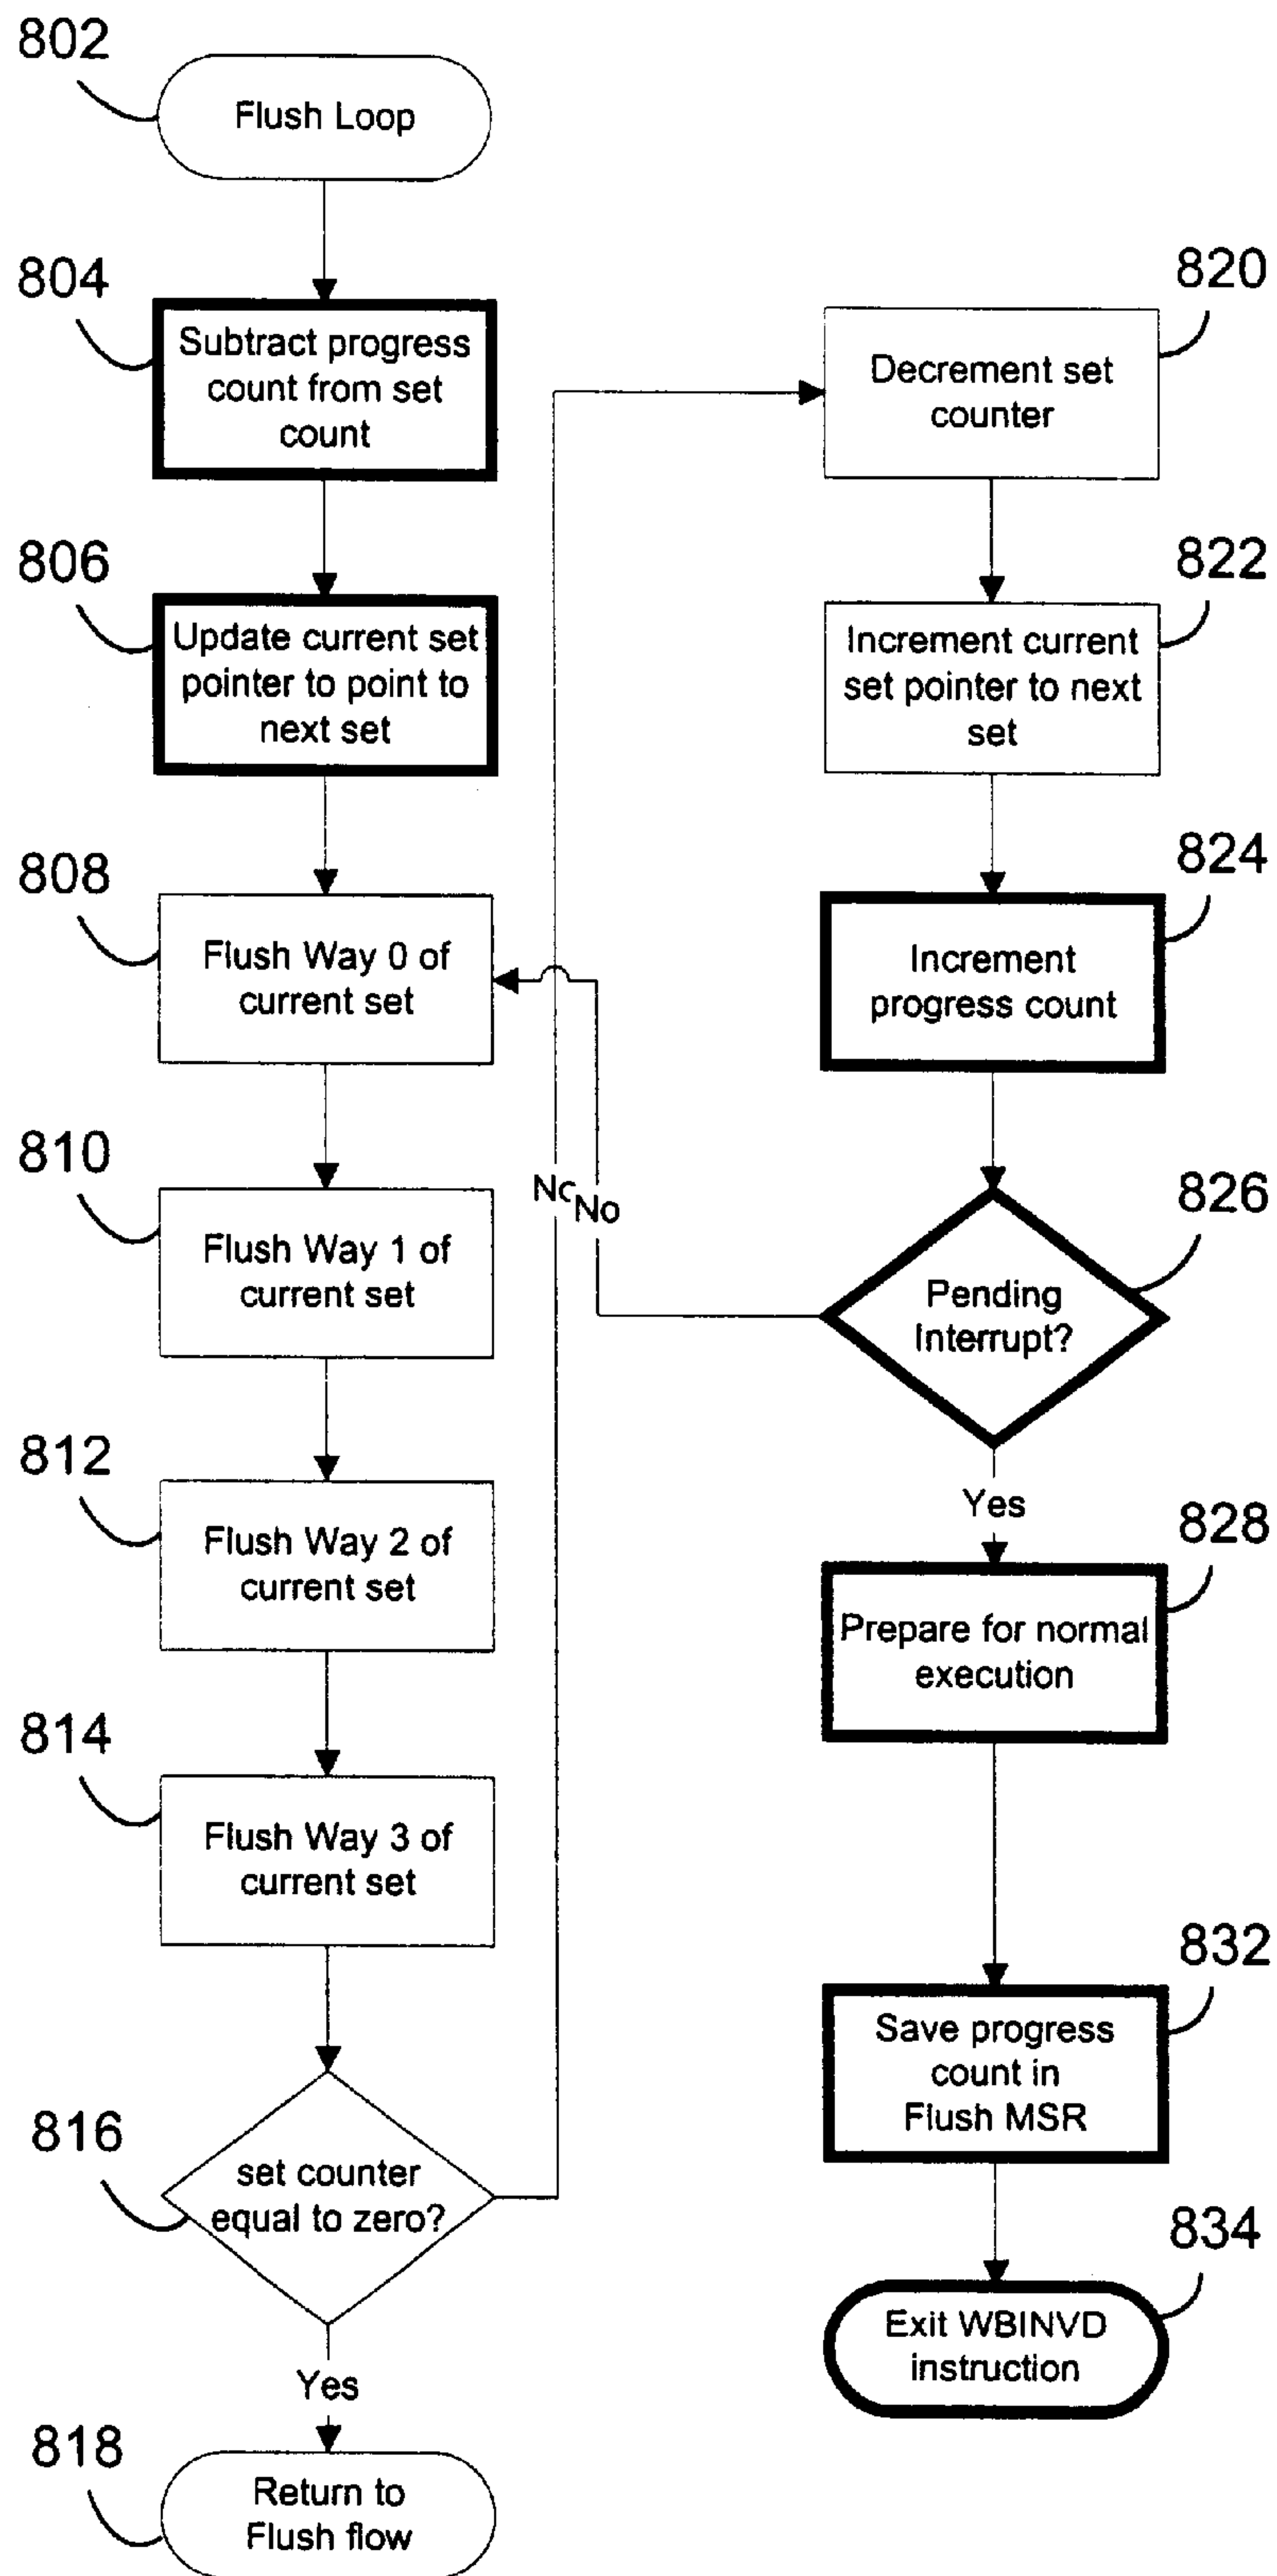 802
Flush Loop
804
Subtract progress
count from set
count
806
Update current set
pointer to point to
next set
808
Flush Way 0 of
current set
810
Flush Way 1 of
current set
812
Flush Way 2 of
current set
814
Flush Way 3 of
current set
816
set counter
equal to zero?
Yes
818
Return to
Flush flow
No
820
Decrement set
counter
822
Increment current
set pointer to next
set
824
Increment
progress count
826
Pending
Interrupt?
No
Yes
828
Prepare for normal
execution
832
Save progress
count in
Flush MSR
834
Exit WBINVD
instruction